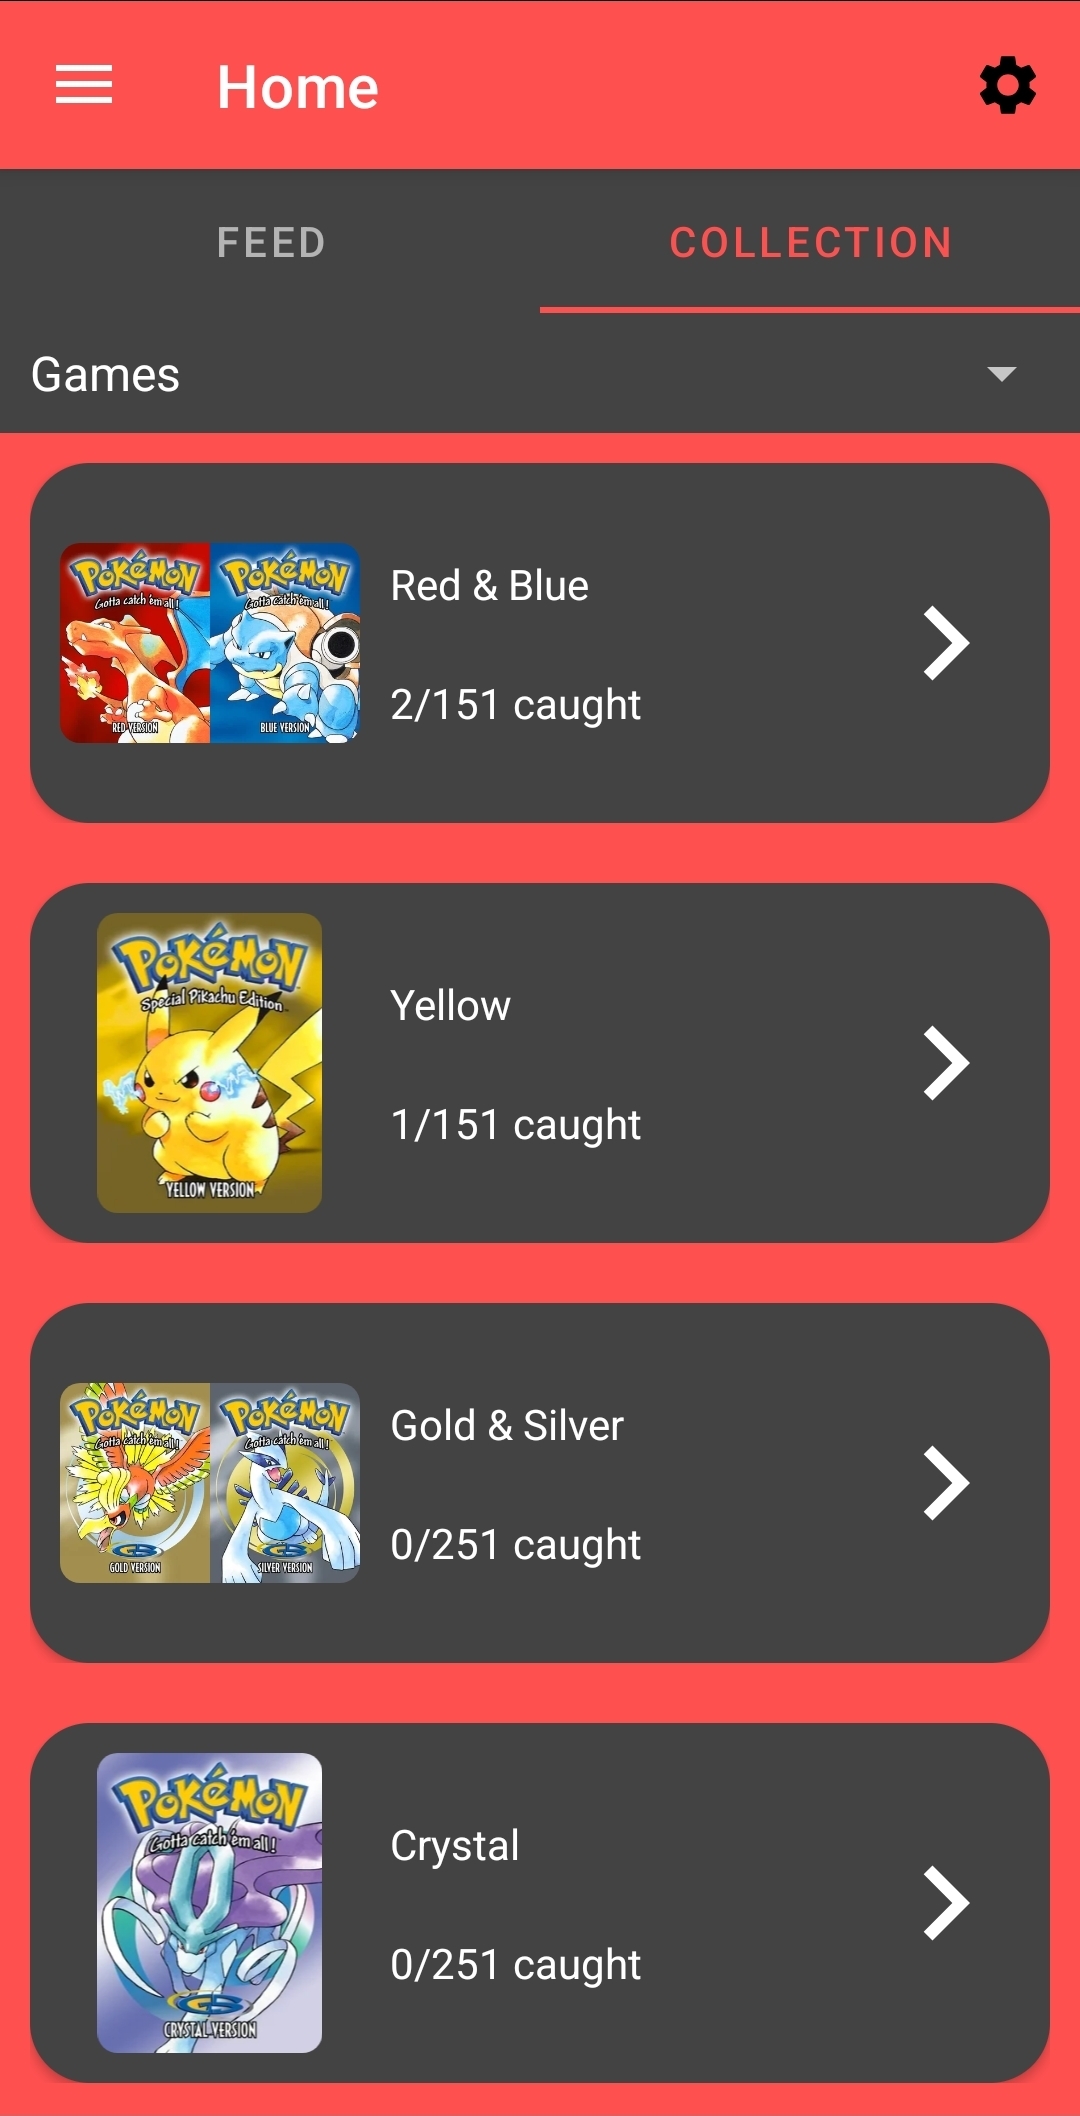 Home
FEED
COLLECTION
Games
POKéMON
Gotta catch 'em all!
RED VERSION
POKéMON
Gotta catch 'em all!
BLUE VERSION
Red & Blue
2/151 caught
POKéMON
Special Pikachu Edition
YELLOW VERSION
Yellow
1/151 caught
POKéMON
Gotta catch 'em all!
GOLD VERSION
POKéMON
Gotta catch 'em all!
SILVER VERSION
Gold & Silver
0/251 caught
POKéMON
Gotta catch 'em all!
CRYSTAL VERSION
Crystal
0/251 caught